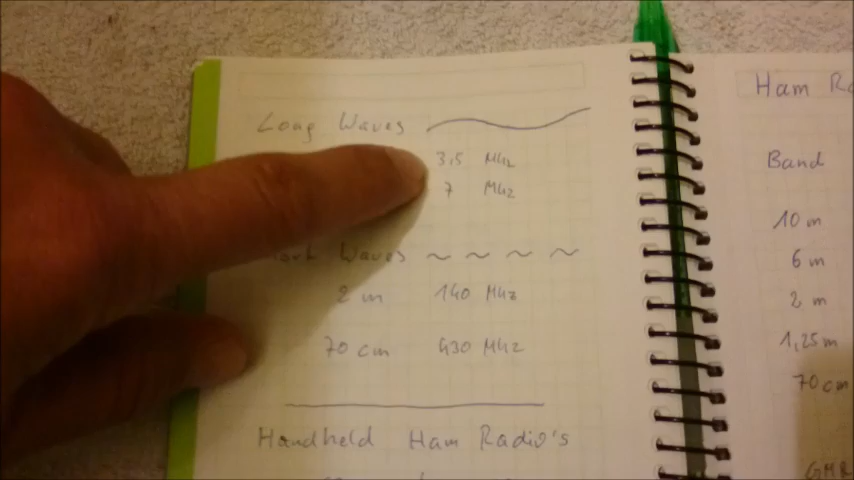 Long Waves
3,5 MHz
7 MHz
Waves ~ ~ ~ ~
2 m 140 MHz
70 cm 430 MHz
Handheld Ham Radio's
Ham
Band
10 m
6 m
2 m
1,25 m
70 cm
GMR